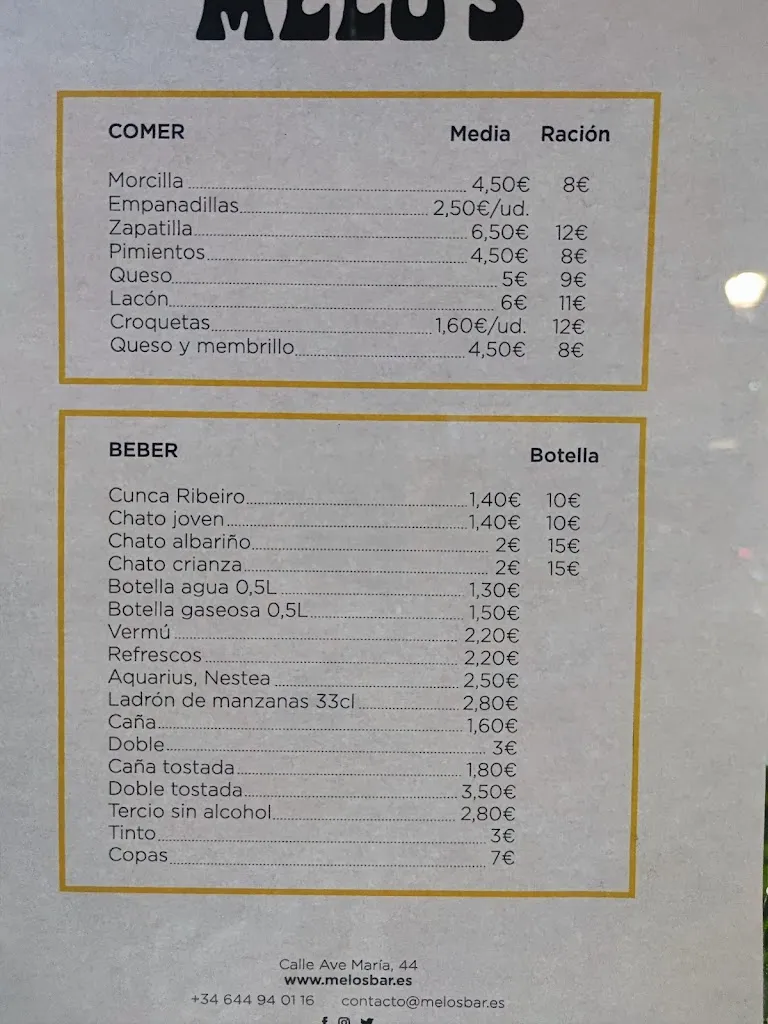 MELO'S
COMER Media Ración
Morcilla 4,50€ 8€
Empanadillas 2,50€/ud.
Zapatilla 6,50€ 12€
Pimientos 4,50€ 8€
Queso 5€ 9€
Lacón 6€ 11€
Croquetas 1,60€/ud. 12€
Queso y membrillo 4,50€ 8€
BEBER Botella
Cunca Ribeiro 1,40€ 10€
Chato joven 1,40€ 10€
Chato albariño 2€ 15€
Chato crianza 2€ 15€
Botella agua 0,5L 1,30€
Botella gaseosa 0,5L 1,50€
Vermú 2,20€
Refrescos 2,20€
Aquarius, Nestea 2,50€
Ladrón de manzanas 33cl 2,80€
Caña 1,60€
Doble 3€
Caña tostada 1,80€
Doble tostada 3,50€
Tercio sin alcohol 2,80€
Tinto 3€
Copas 7€
Calle Ave María, 44
www.melosbar.es
+34 644 94 01 16 contacto@melosbar.es